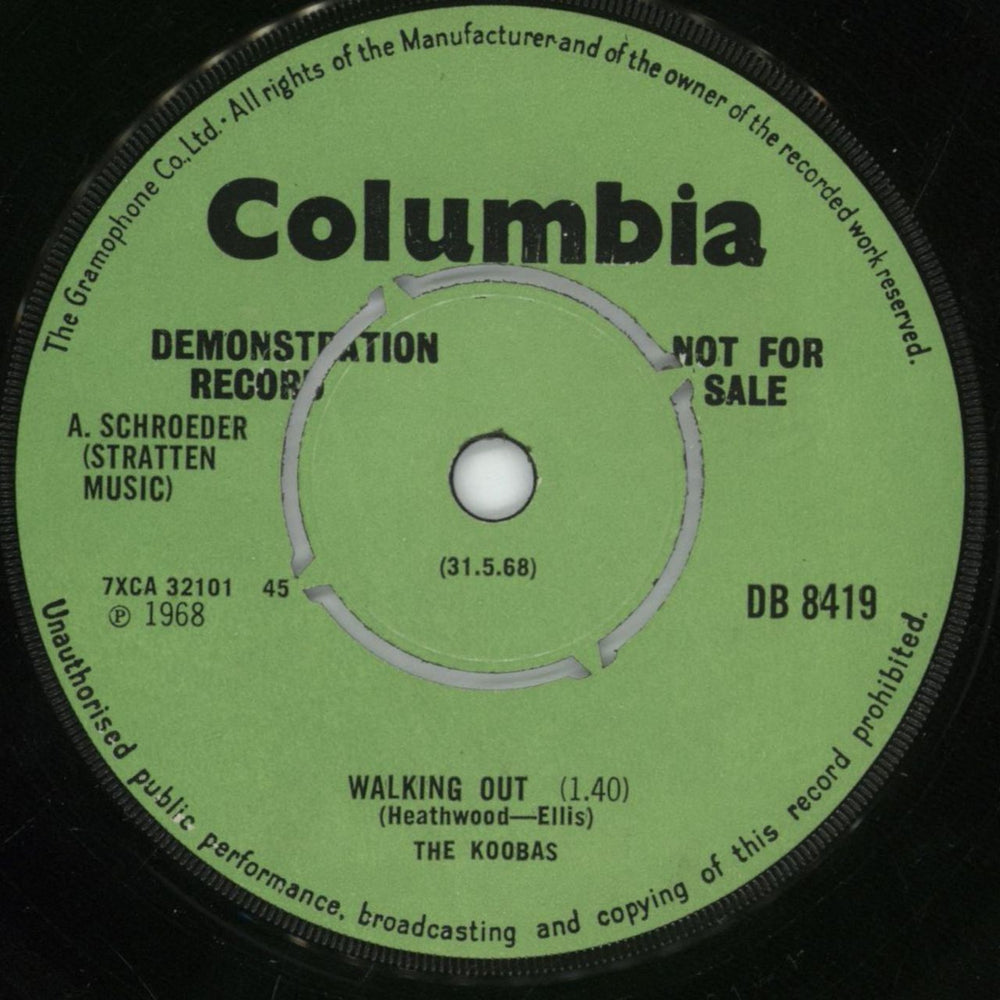 The Gramophone Co. Ltd. · All rights of the Manufacturer and of the owner of the recorded work reserved.
Columbia
DEMONSTRATION
RECORD
NOT FOR
SALE
A. SCHROEDER
(STRATTEN
MUSIC)
(31.5.68)
7XCA 32101 45
℗ 1968
DB 8419
WALKING OUT (1.40)
(Heathwood—Ellis)
THE KOOBAS
Unauthorised public performance, broadcasting and copying of this record prohibited.